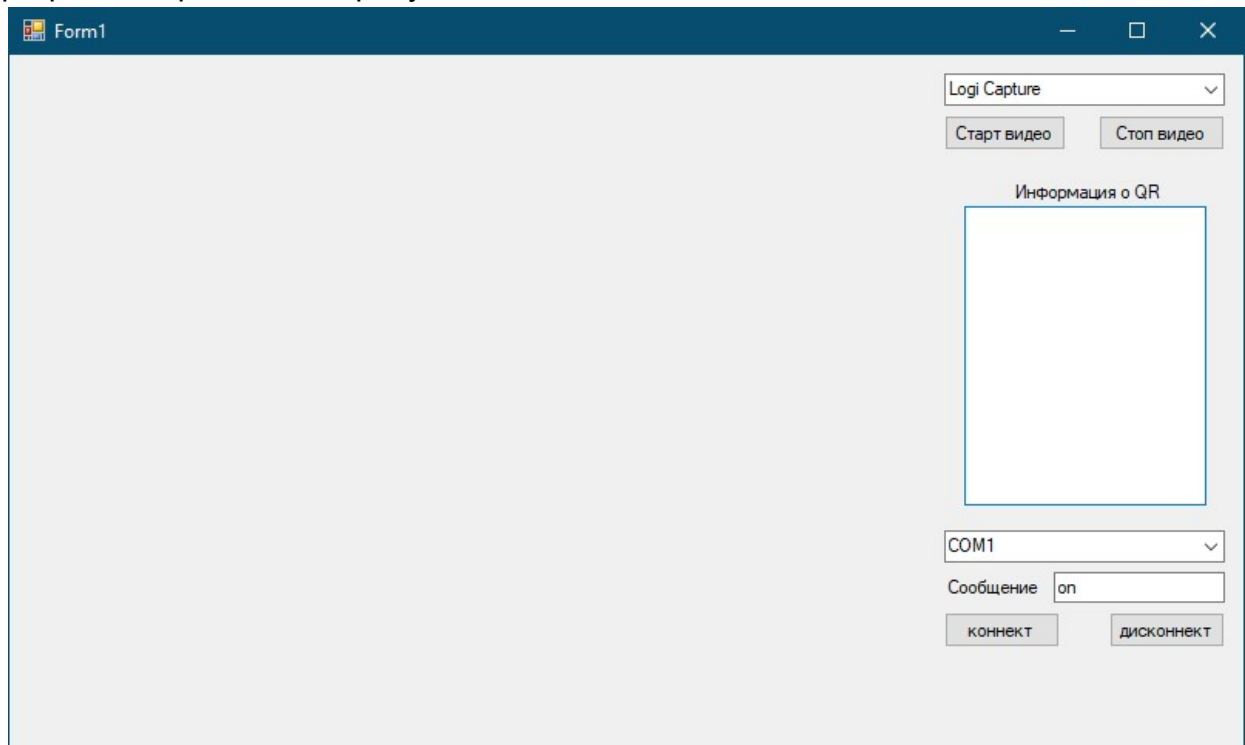 Form1
Logi Capture
Старт видео
Стоп видео
Информация о QR
COM1
Сообщение on
коннект
дисконнект